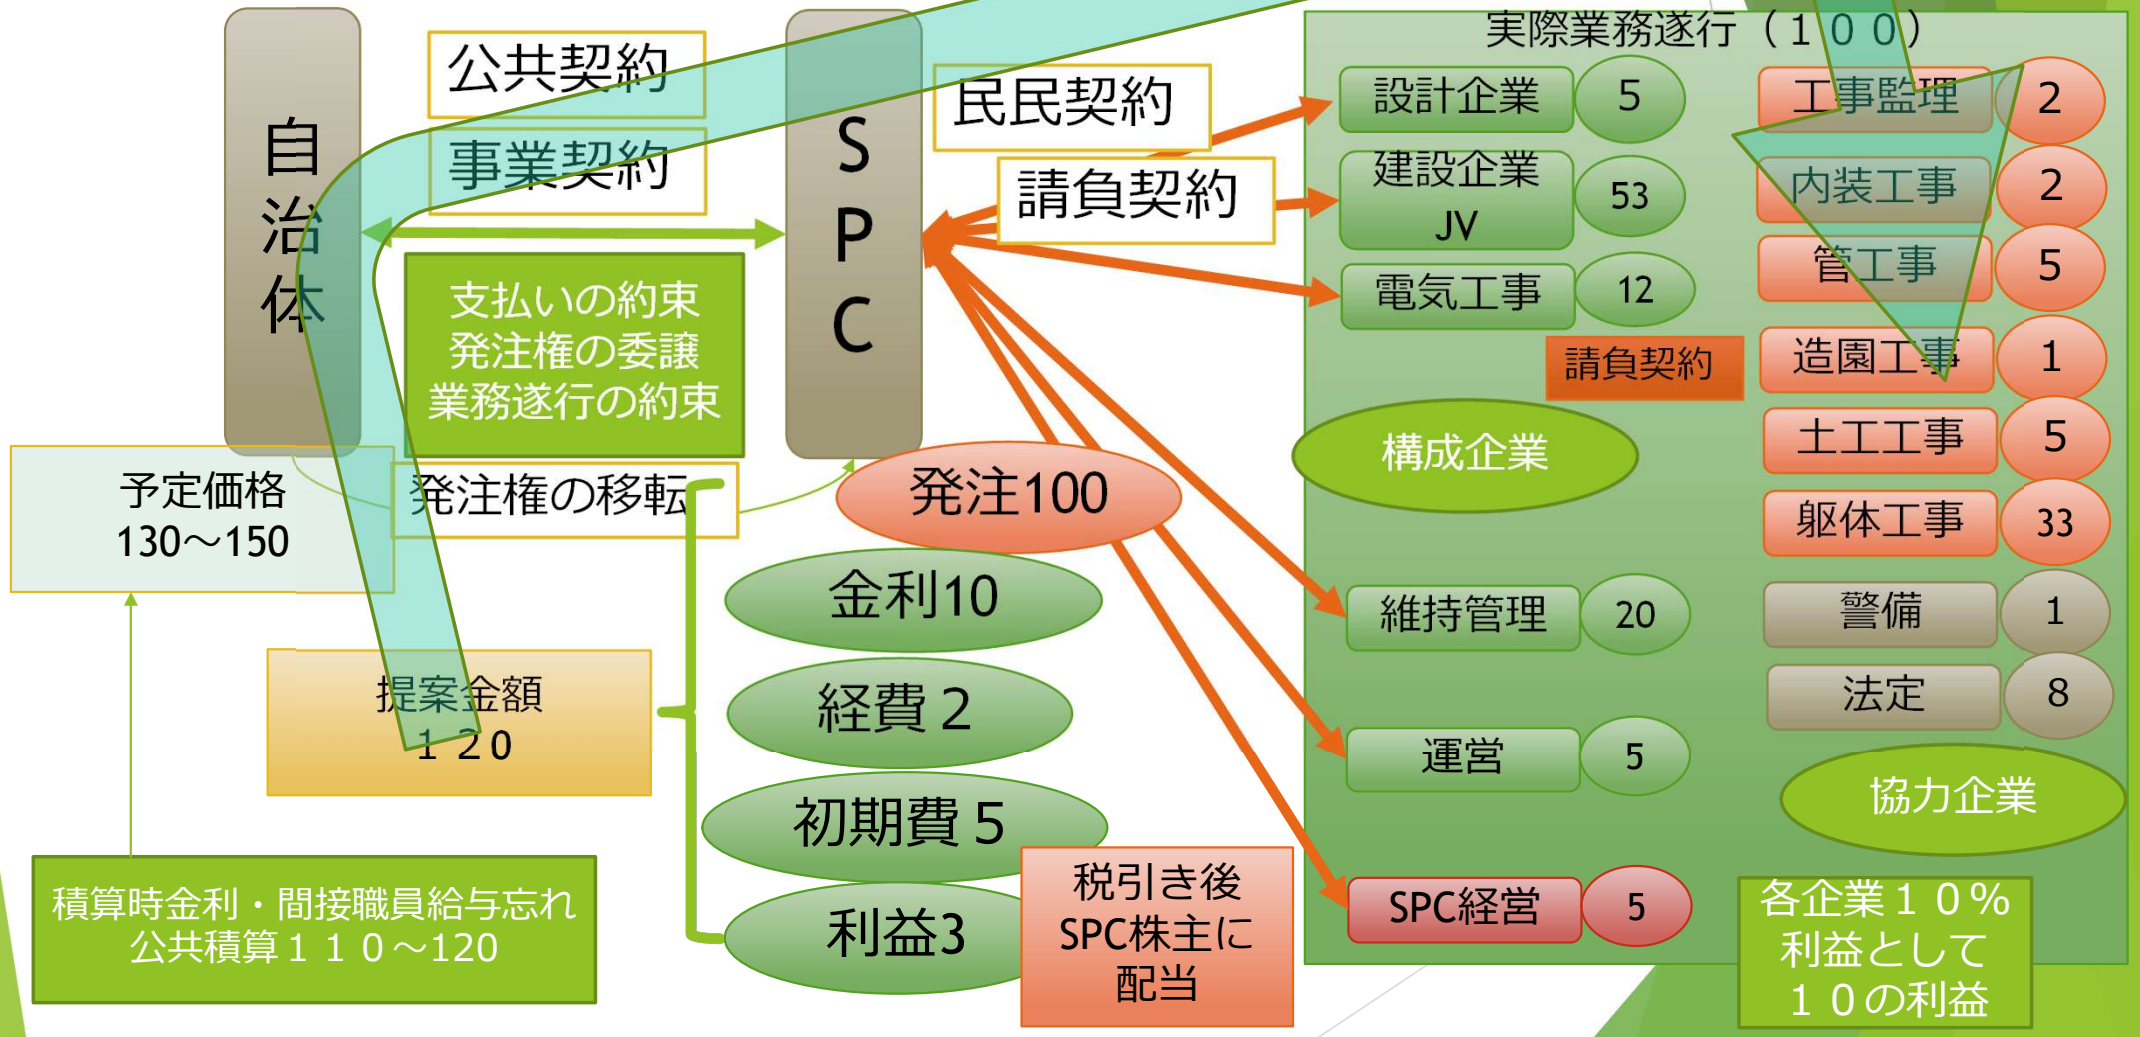 自治体
公共契約
事業契約
支払いの約束
発注権の委譲
業務遂行の約束
発注権の移転
予定価格
130～150
提案金額
１２０
積算時金利・間接職員給与忘れ
公共積算１１０～120
SPC
民民契約
請負契約
発注100
金利10
経費２
初期費５
利益3
税引き後
SPC株主に
配当
実際業務遂行（１００）
設計企業
5
建設企業
JV
53
電気工事
12
請負契約
構成企業
維持管理
20
運営
5
SPC経営
5
工事監理
2
内装工事
2
管工事
5
造園工事
1
土工工事
5
躯体工事
33
警備
1
法定
8
協力企業
各企業１０％
利益として
１０の利益